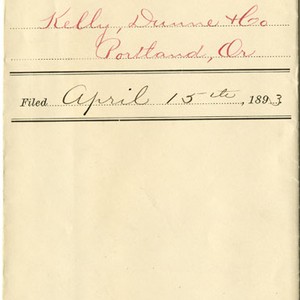 Kelly, Dunne & Co
Portland, Or
Filed April 15th, 1893